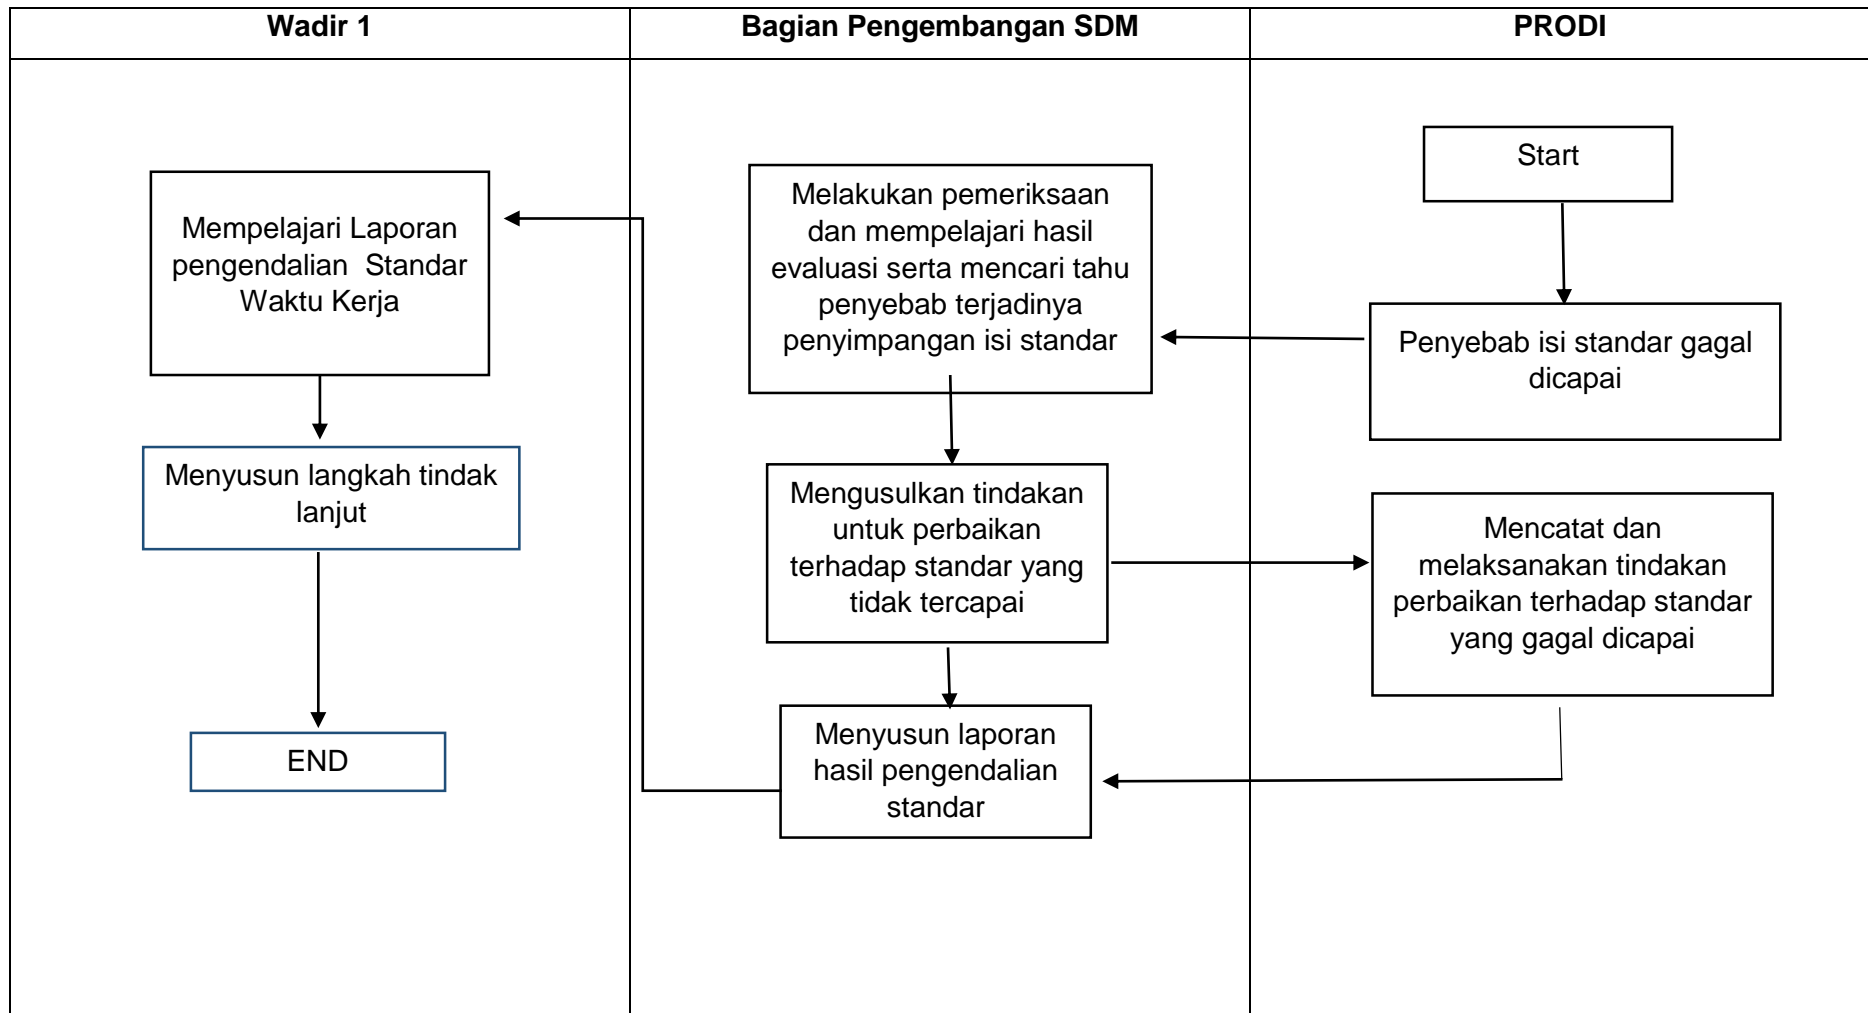 Wadir 1
Bagian Pengembangan SDM
PRODI
Mempelajari Laporan
pengendalian  Standar
Waktu Kerja
Menyusun langkah tindak
lanjut
END
Melakukan pemeriksaan
dan mempelajari hasil
evaluasi serta mencari tahu
penyebab terjadinya
penyimpangan isi standar
Mengusulkan tindakan
untuk perbaikan
terhadap standar yang
tidak tercapai
Menyusun laporan
hasil pengendalian
standar
Start
Penyebab isi standar gagal
dicapai
Mencatat dan
melaksanakan tindakan
perbaikan terhadap standar
yang gagal dicapai